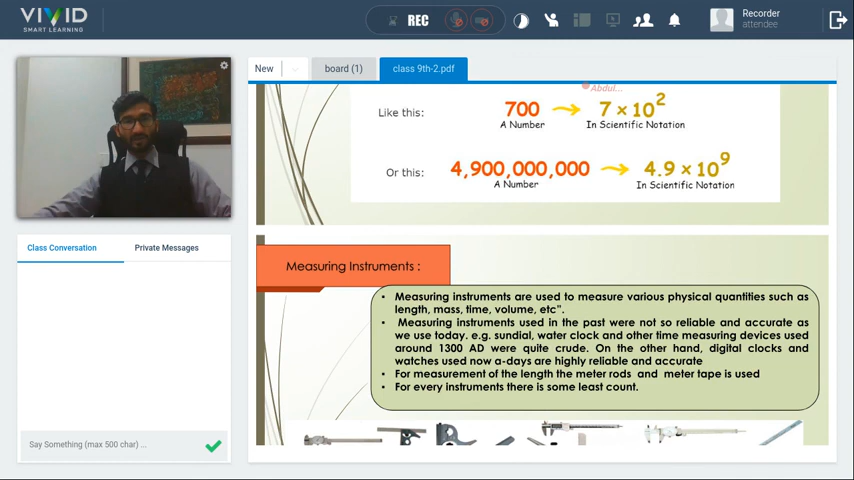 VIVID
SMART LEARNING
REC
Recorder
attendee
New
board (1)
class 9th-2.pdf
Abdul...
Like this:
700
7 × 10²
A Number
In Scientific Notation
Or this:
4,900,000,000
4.9 × 10⁹
A Number
In Scientific Notation
Measuring Instruments :
• Measuring instruments are used to measure various physical quantities such as
length, mass, time, volume, etc".
• Measuring instruments used in the past were not so reliable and accurate as
we use today. e.g. sundial, water clock and other time measuring devices used
around 1300 AD were quite crude. On the other hand, digital clocks and
watches used now a-days are highly reliable and accurate
• For measurement of the length the meter rods and meter tape is used
• For every instruments there is some least count.
Class Conversation
Private Messages
Say Something (max 500 char) ...